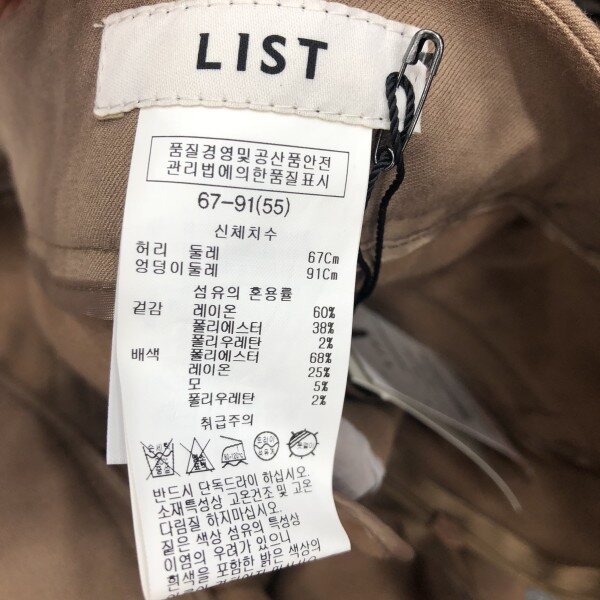 LIST
품질경영및공산품안전
관리법에의한품질표시
67-91(55)
신체치수
허리 둘레 67Cm
엉덩이둘레 91Cm
섬유의 혼용률
겉감 레이온 60%
폴리에스터 38%
폴리우레탄 2%
배색 폴리에스터 68%
레이온 25%
모 5%
폴리우레탄 2%
취급주의
반드시 단독드라이 하십시오.
소재특성상 고온건조 및 고온
다림질 하지마십시오.
짙은 색상 섬유의 특성상
이염의 우려가 있으니
흰색을 포함한 밝은 색상의